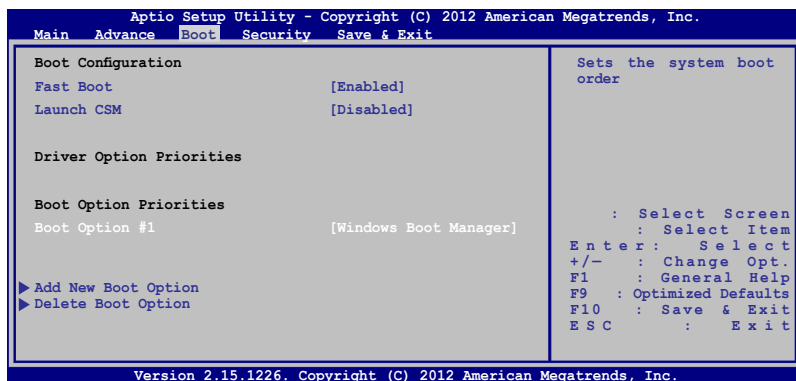 Aptio Setup Utility - Copyright (C) 2012 American Megatrends, Inc.
Main Advance Boot Security Save & Exit
Boot Configuration
Fast Boot [Enabled]
Launch CSM [Disabled]
Driver Option Priorities
Boot Option Priorities
Boot Option #1 [Windows Boot Manager]
Add New Boot Option
Delete Boot Option
Sets the system boot
order
: Select Screen
: Select Item
Enter: Select
+/— : Change Opt.
F1 : General Help
F9 : Optimized Defaults
F10 : Save & Exit
ESC : Exit
Version 2.15.1226. Copyright (C) 2012 American Megatrends, Inc.